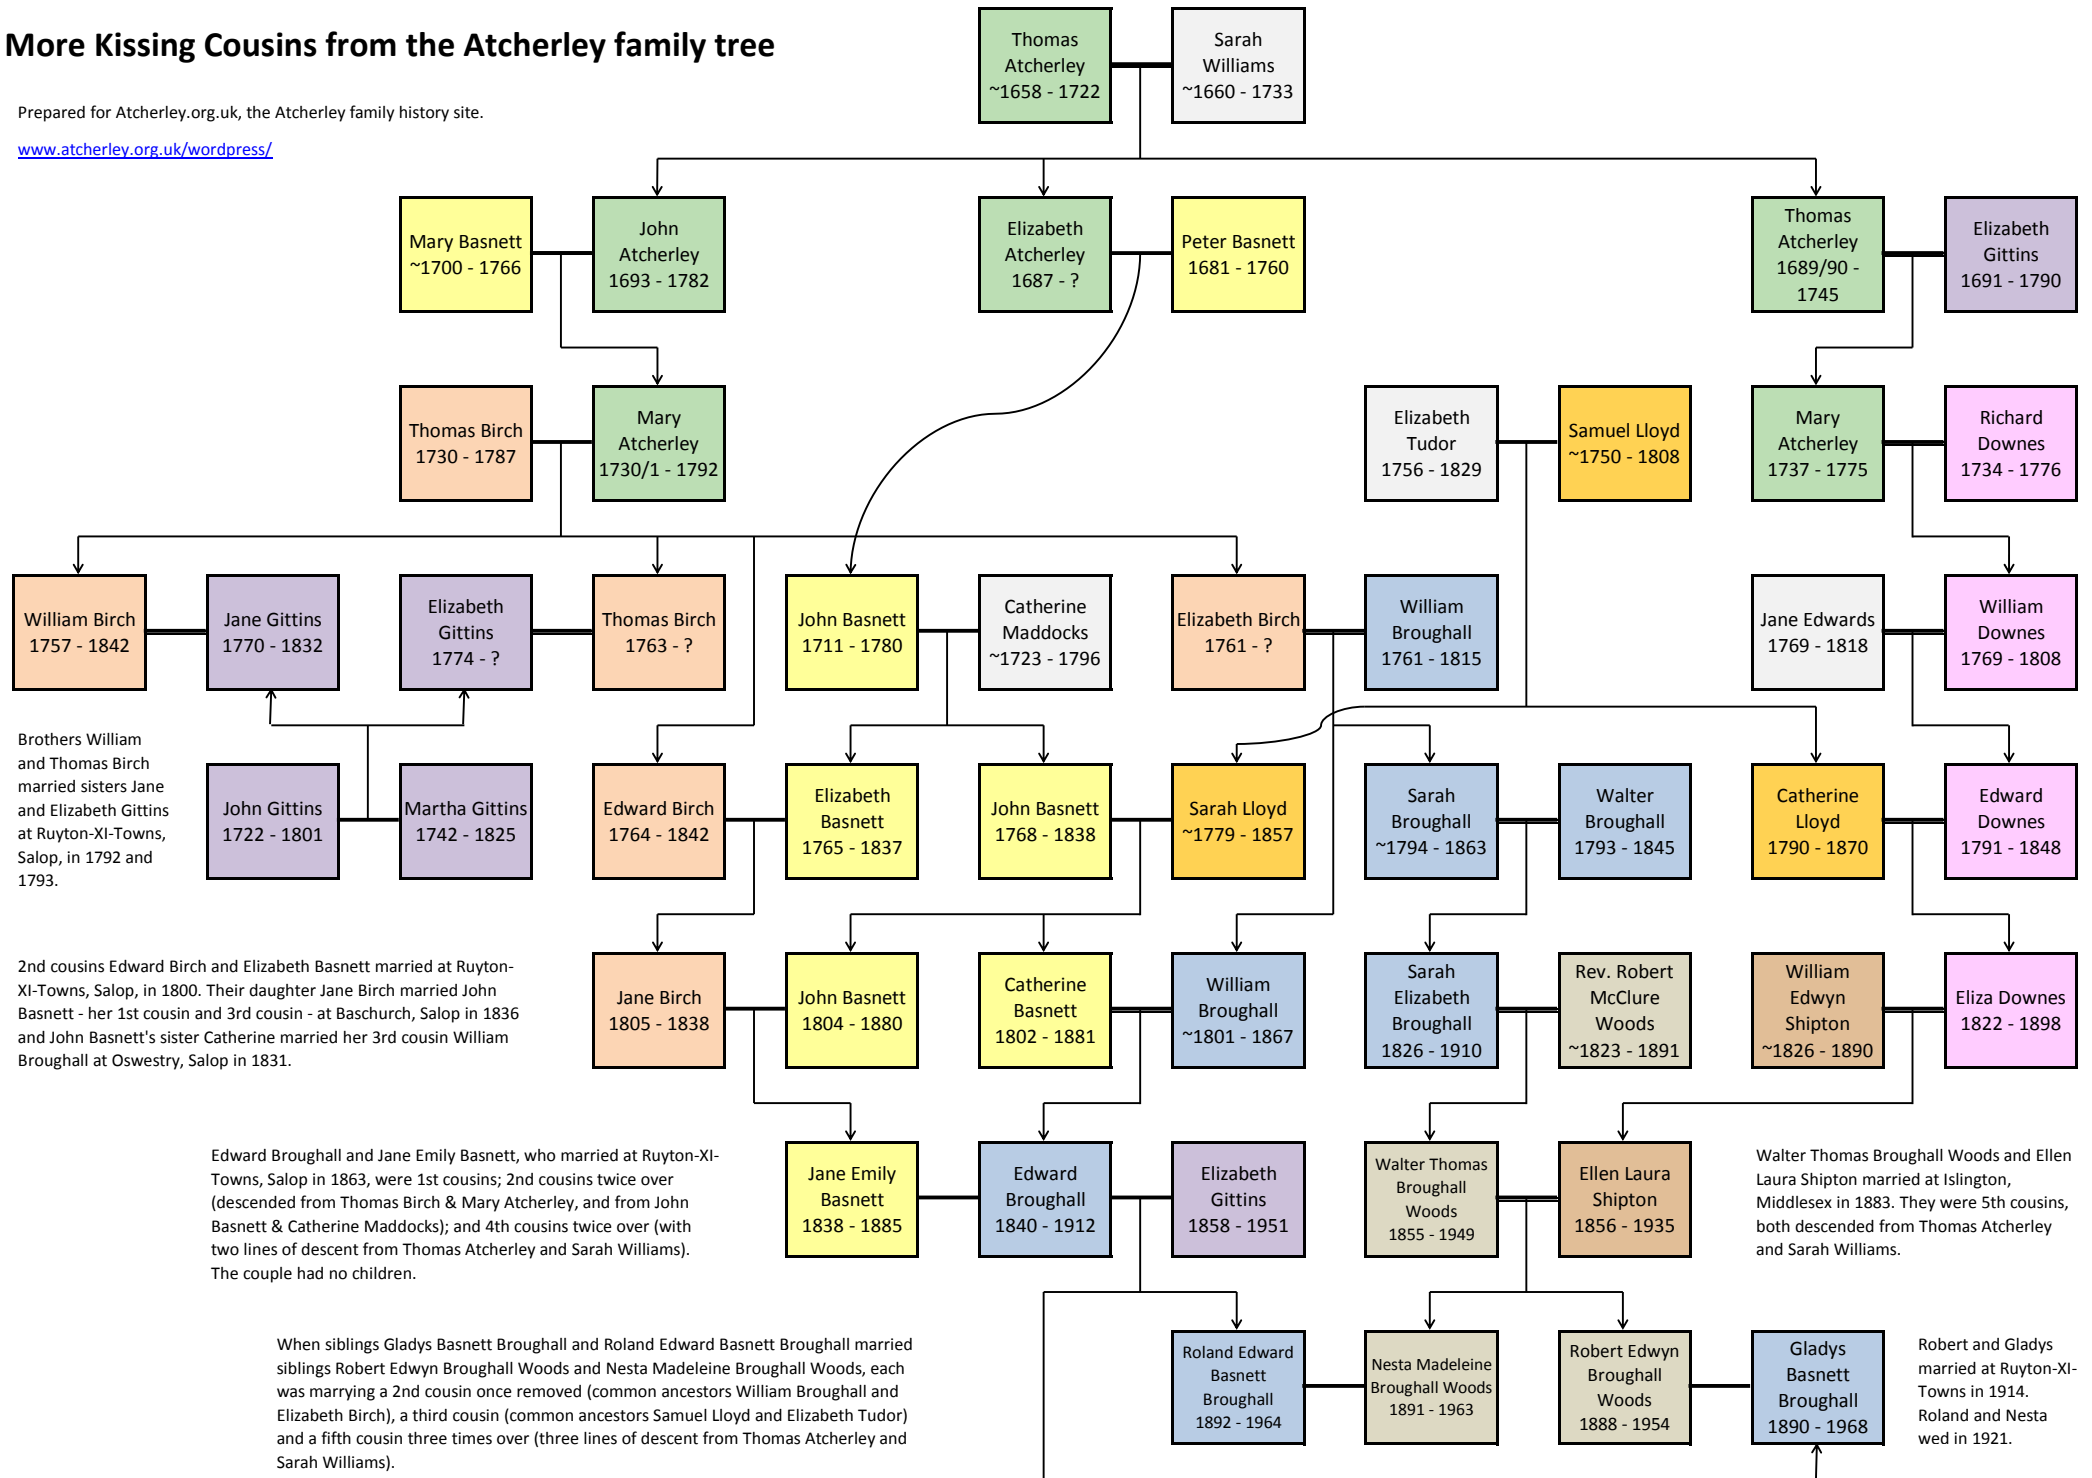 More Kissing Cousins from the Atcherley family tree
Prepared for Atcherley.org.uk, the Atcherley family history site.
www.atcherley.org.uk/wordpress/
Thomas
Atcherley
~1658 - 1722
Sarah
Williams
~1660 - 1733
Mary Basnett
~1700 - 1766
John
Atcherley
1693 - 1782
Elizabeth
Atcherley
1687 - ?
Peter Basnett
1681 - 1760
Thomas
Atcherley
1689/90 -
1745
Elizabeth
Gittins
1691 - 1790
Thomas Birch
1730 - 1787
Mary
Atcherley
1730/1 - 1792
Elizabeth
Tudor
1756 - 1829
Samuel Lloyd
~1750 - 1808
Mary
Atcherley
1737 - 1775
Richard
Downes
1734 - 1776
William Birch
1757 - 1842
Jane Gittins
1770 - 1832
Elizabeth
Gittins
1774 - ?
Thomas Birch
1763 - ?
John Basnett
1711 - 1780
Catherine
Maddocks
~1723 - 1796
Elizabeth Birch
1761 - ?
William
Broughall
1761 - 1815
Jane Edwards
1769 - 1818
William
Downes
1769 - 1808
Brothers William
and Thomas Birch
married sisters Jane
and Elizabeth Gittins
at Ruyton-XI-Towns,
Salop, in 1792 and
1793.
John Gittins
1722 - 1801
Martha Gittins
1742 - 1825
Edward Birch
1764 - 1842
Elizabeth
Basnett
1765 - 1837
John Basnett
1768 - 1838
Sarah Lloyd
~1779 - 1857
Sarah
Broughall
~1794 - 1863
Walter
Broughall
1793 - 1845
Catherine
Lloyd
1790 - 1870
Edward
Downes
1791 - 1848
2nd cousins Edward Birch and Elizabeth Basnett married at Ruyton-
XI-Towns, Salop, in 1800. Their daughter Jane Birch married John
Basnett - her 1st cousin and 3rd cousin - at Baschurch, Salop in 1836
and John Basnett's sister Catherine married her 3rd cousin William
Broughall at Oswestry, Salop in 1831.
Jane Birch
1805 - 1838
John Basnett
1804 - 1880
Catherine
Basnett
1802 - 1881
William
Broughall
~1801 - 1867
Sarah
Elizabeth
Broughall
1826 - 1910
Rev. Robert
McClure
Woods
~1823 - 1891
William
Edwyn
Shipton
~1826 - 1890
Eliza Downes
1822 - 1898
Edward Broughall and Jane Emily Basnett, who married at Ruyton-XI-
Towns, Salop in 1863, were 1st cousins; 2nd cousins twice over
(descended from Thomas Birch & Mary Atcherley, and from John
Basnett & Catherine Maddocks); and 4th cousins twice over (with
two lines of descent from Thomas Atcherley and Sarah Williams).
The couple had no children.
Jane Emily
Basnett
1838 - 1885
Edward
Broughall
1840 - 1912
Elizabeth
Gittins
1858 - 1951
Walter Thomas
Broughall
Woods
1855 - 1949
Ellen Laura
Shipton
1856 - 1935
Walter Thomas Broughall Woods and Ellen
Laura Shipton married at Islington,
Middlesex in 1883. They were 5th cousins,
both descended from Thomas Atcherley
and Sarah Williams.
When siblings Gladys Basnett Broughall and Roland Edward Basnett Broughall married
siblings Robert Edwyn Broughall Woods and Nesta Madeleine Broughall Woods, each
was marrying a 2nd cousin once removed (common ancestors William Broughall and
Elizabeth Birch), a third cousin (common ancestors Samuel Lloyd and Elizabeth Tudor)
and a fifth cousin three times over (three lines of descent from Thomas Atcherley and
Sarah Williams).
Roland Edward
Basnett
Broughall
1892 - 1964
Nesta Madeleine
Broughall Woods
1891 - 1963
Robert Edwyn
Broughall
Woods
1888 - 1954
Gladys
Basnett
Broughall
1890 - 1968
Robert and Gladys
married at Ruyton-XI-
Towns in 1914.
Roland and Nesta
wed in 1921.